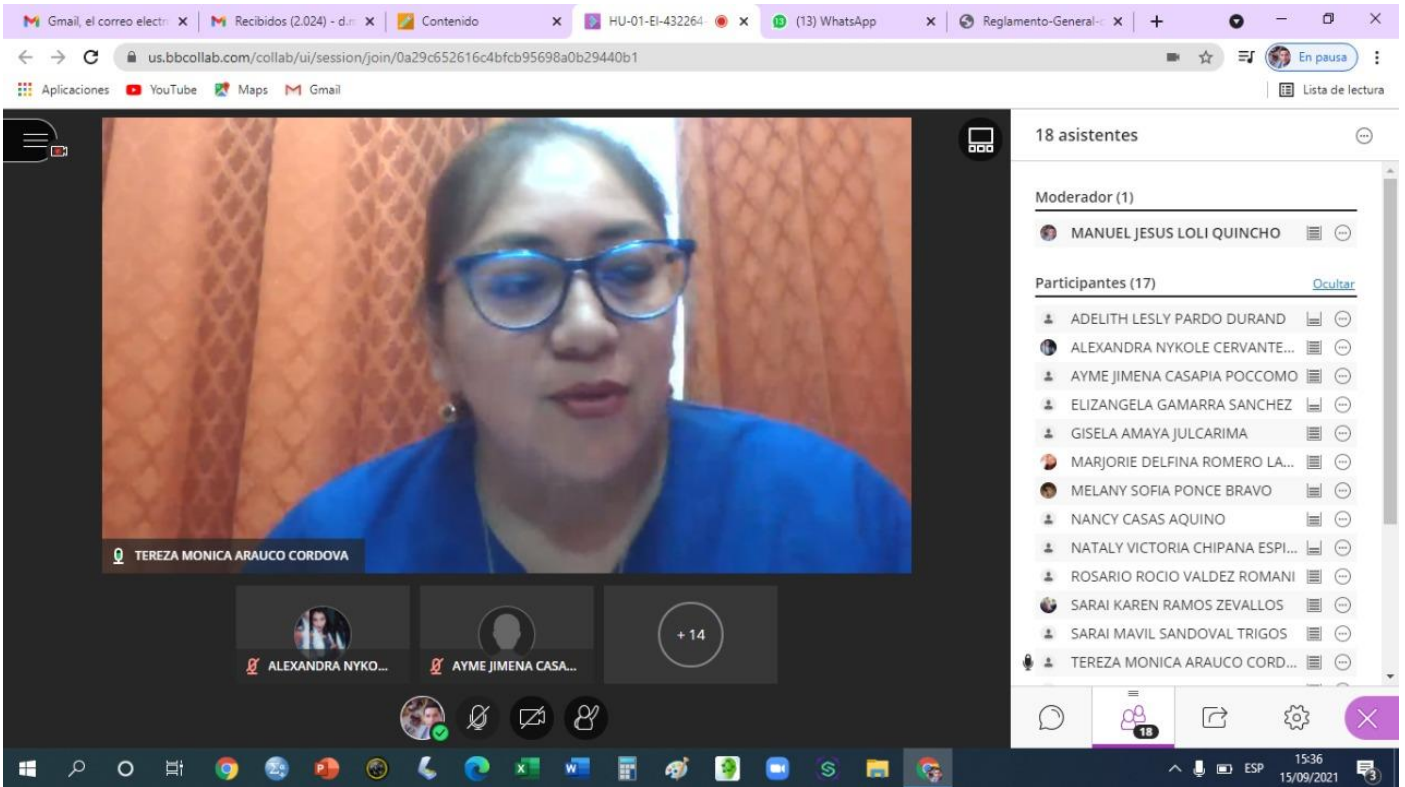 Gmail, el correo electró
Recibidos (2.024) - d.m
Contenido
HU-01-EI-432264-
(13) WhatsApp
Reglamento-General-
us.bbcollab.com/collab/ui/session/join/0a29c652616c4bfcb95698a0b29440b1
En pausa
Aplicaciones
YouTube
Maps
Gmail
Lista de lectura
18 asistentes
Moderador (1)
MANUEL JESUS LOLI QUINCHO
Participantes (17)
Ocultar
ADELITH LESLY PARDO DURAND
ALEXANDRA NYKOLE CERVANTE...
AYME JIMENA CASAPIA POCCOMO
ELIZANGELA GAMARRA SANCHEZ
GISELA AMAYA JULCARIMA
MARJORIE DELFINA ROMERO LA...
MELANY SOFIA PONCE BRAVO
NANCY CASAS AQUINO
NATALY VICTORIA CHIPANA ESPI...
ROSARIO ROCIO VALDEZ ROMANI
SARAI KAREN RAMOS ZEVALLOS
SARAI MAVIL SANDOVAL TRIGOS
TEREZA MONICA ARAUCO CORD...
TEREZA MONICA ARAUCO CORDOVA
ALEXANDRA NYKO...
AYME JIMENA CASA...
+ 14
18
ESP
15:36
15/09/2021
3